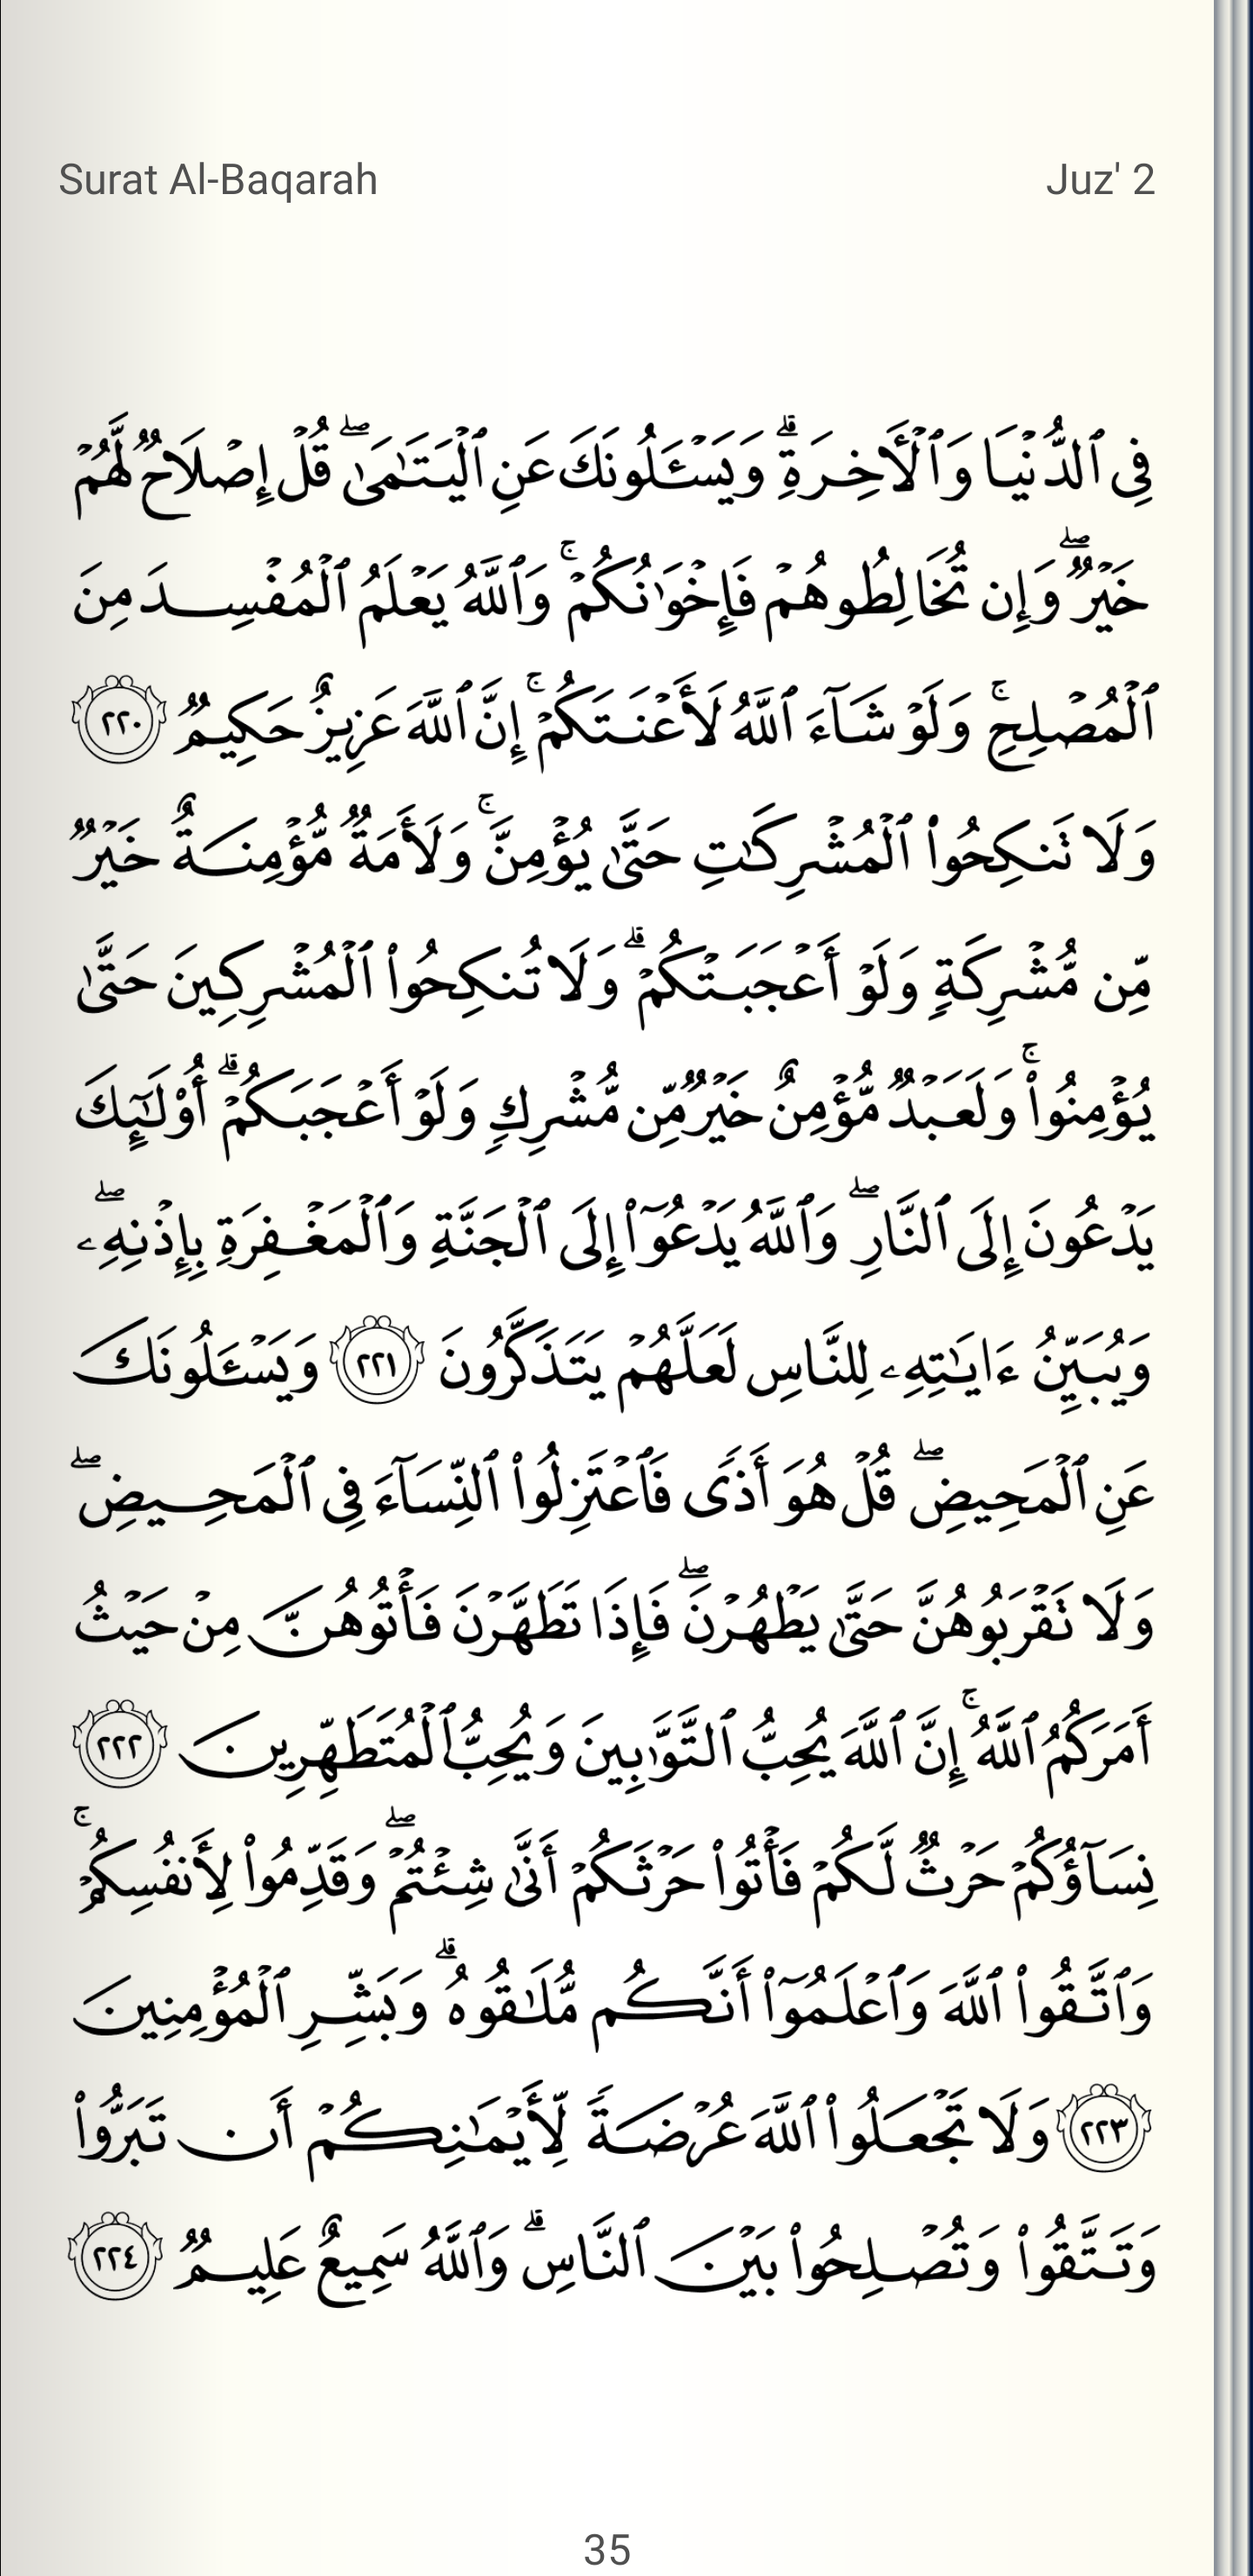 Surat Al-Baqarah
Juz' 2
فِي ٱلدُّنۡيَا وَٱلۡأٓخِرَةِۗ وَيَسۡـَٔلُونَكَ عَنِ ٱلۡيَتَٰمَىٰۖ قُلۡ إِصۡلَاحٞ لَّهُمۡ
خَيۡرٞۖ وَإِن تُخَالِطُوهُمۡ فَإِخۡوَٰنُكُمۡۚ وَٱللَّهُ يَعۡلَمُ ٱلۡمُفۡسِدَ مِنَ
ٱلۡمُصۡلِحِۚ وَلَوۡ شَآءَ ٱللَّهُ لَأَعۡنَتَكُمۡۚ إِنَّ ٱللَّهَ عَزِيزٌ حَكِيمٞ ٢٢٠
وَلَا تَنكِحُواْ ٱلۡمُشۡرِكَٰتِ حَتَّىٰ يُؤۡمِنَّۚ وَلَأَمَةٞ مُّؤۡمِنَةٌ خَيۡرٞ
مِّن مُّشۡرِكَةٖ وَلَوۡ أَعۡجَبَتۡكُمۡۗ وَلَا تُنكِحُواْ ٱلۡمُشۡرِكِينَ حَتَّىٰ
يُؤۡمِنُواْۚ وَلَعَبۡدٞ مُّؤۡمِنٌ خَيۡرٞ مِّن مُّشۡرِكٖ وَلَوۡ أَعۡجَبَكُمۡۗ أُوْلَٰٓئِكَ
يَدۡعُونَ إِلَى ٱلنَّارِۖ وَٱللَّهُ يَدۡعُوٓاْ إِلَى ٱلۡجَنَّةِ وَٱلۡمَغۡفِرَةِ بِإِذۡنِهِۦۖ
وَيُبَيِّنُ ءَايَٰتِهِۦ لِلنَّاسِ لَعَلَّهُمۡ يَتَذَكَّرُونَ ٢٢١ وَيَسۡـَٔلُونَكَ
عَنِ ٱلۡمَحِيضِۖ قُلۡ هُوَ أَذٗى فَٱعۡتَزِلُواْ ٱلنِّسَآءَ فِي ٱلۡمَحِيضِۖ
وَلَا تَقۡرَبُوهُنَّ حَتَّىٰ يَطۡهُرۡنَۖ فَإِذَا تَطَهَّرۡنَ فَأۡتُوهُنَّ مِنۡ حَيۡثُ
أَمَرَكُمُ ٱللَّهُۚ إِنَّ ٱللَّهَ يُحِبُّ ٱلتَّوَّٰبِينَ وَيُحِبُّ ٱلۡمُتَطَهِّرِينَ ٢٢٢
نِسَآؤُكُمۡ حَرۡثٞ لَّكُمۡ فَأۡتُواْ حَرۡثَكُمۡ أَنَّىٰ شِئۡتُمۡۖ وَقَدِّمُواْ لِأَنفُسِكُمۡۚ
وَٱتَّقُواْ ٱللَّهَ وَٱعۡلَمُوٓاْ أَنَّكُم مُّلَٰقُوهُۗ وَبَشِّرِ ٱلۡمُؤۡمِنِينَ
٢٢٣ وَلَا تَجۡعَلُواْ ٱللَّهَ عُرۡضَةٗ لِّأَيۡمَٰنِكُمۡ أَن تَبَرُّواْ
وَتَتَّقُواْ وَتُصۡلِحُواْ بَيۡنَ ٱلنَّاسِۗ وَٱللَّهُ سَمِيعٌ عَلِيمٞ ٢٢٤
35